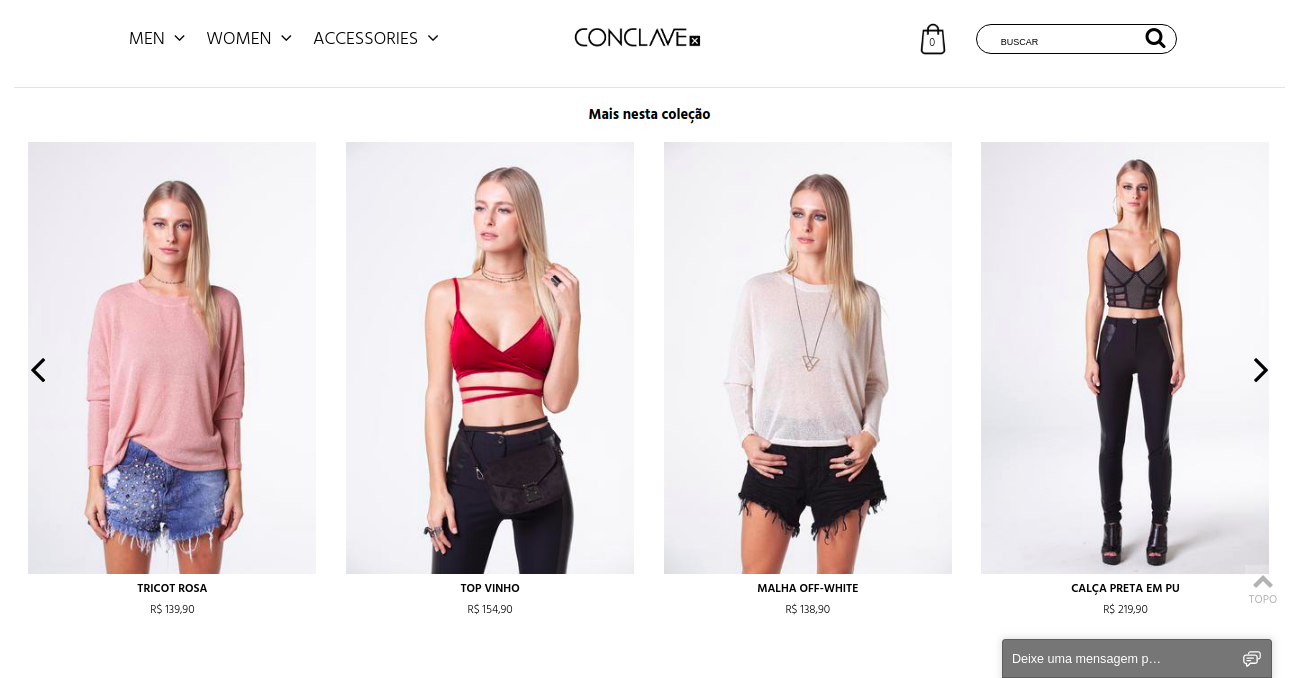 MEN WOMEN ACCESSORIES CONCLAVE 0 BUSCAR
Mais nesta coleção
TRICOT ROSA
R$ 139,90
TOP VINHO
R$ 154,90
MALHA OFF-WHITE
R$ 138,90
CALÇA PRETA EM PU
R$ 219,90
TOPO
Deixe uma mensagem p...